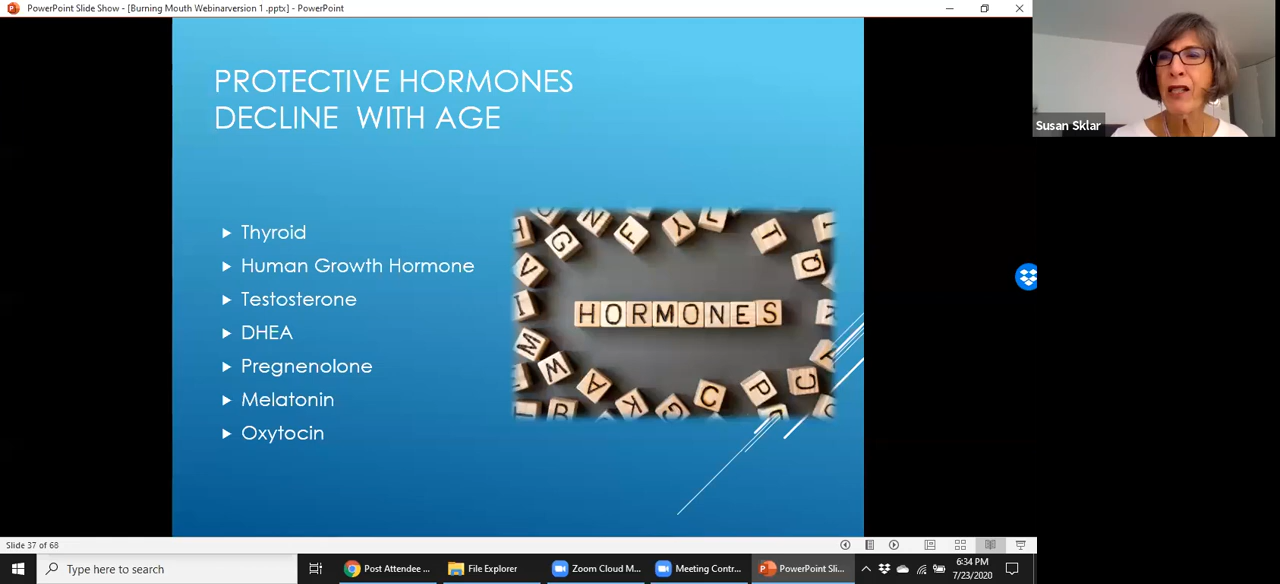 PowerPoint Slide Show - [Burning Mouth Webinarversion 1 .pptx] - PowerPoint
Susan Sklar
PROTECTIVE HORMONES
DECLINE WITH AGE
Thyroid
Human Growth Hormone
Testosterone
DHEA
Pregnenolone
Melatonin
Oxytocin
HORMONES
Slide 37 of 68
Type here to search
Post Attendee ...
File Explorer
Zoom Cloud M...
Meeting Contr...
PowerPoint Sli...
6:34 PM
7/23/2020